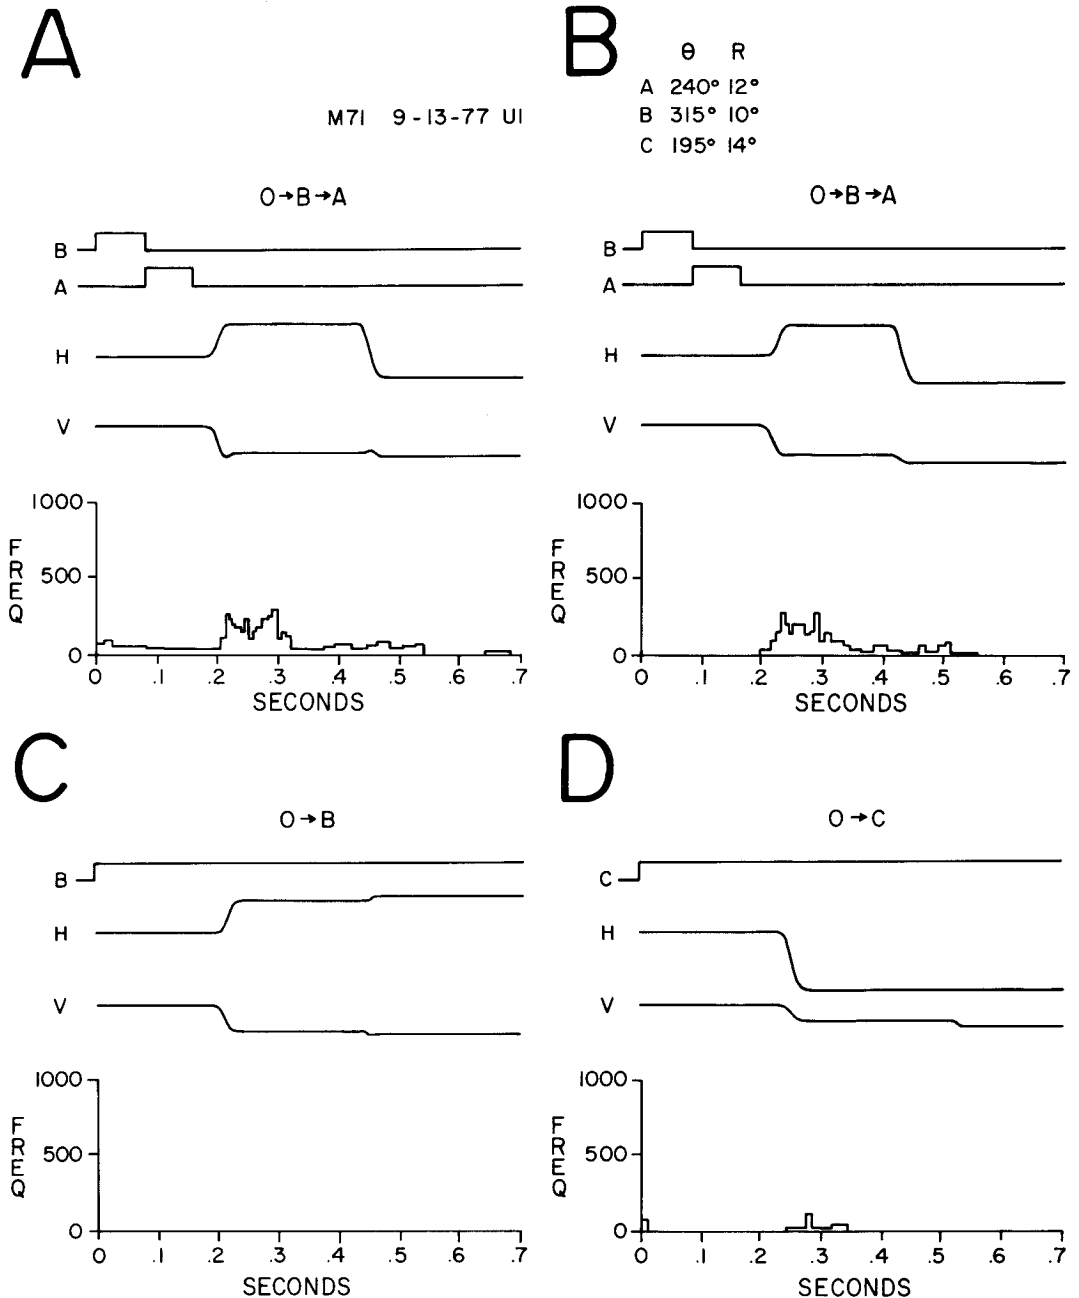 A
M71 9-13-77 U1
O→B→A
B
A
H
V
1000
500
0
FREQ
0 .1 .2 .3 .4 .5 .6 .7
SECONDS
B
θ R
A 240° 12°
B 315° 10°
C 195° 14°
O→B→A
B
A
H
V
1000
500
0
FREQ
0 .1 .2 .3 .4 .5 .6 .7
SECONDS
C
O→B
B
H
V
1000
500
0
FREQ
0 .1 .2 .3 .4 .5 .6 .7
SECONDS
D
O→C
C
H
V
1000
500
0
FREQ
0 .1 .2 .3 .4 .5 .6 .7
SECONDS